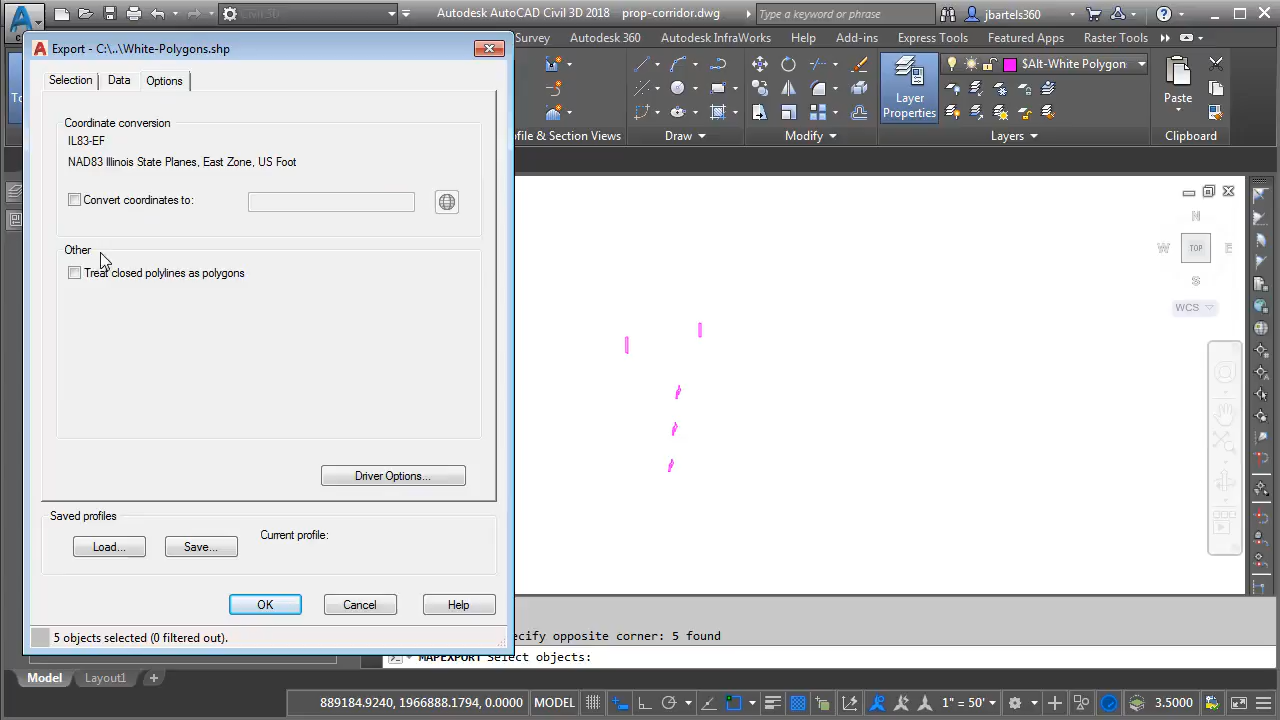 Civil 3D
Autodesk AutoCAD Civil 3D 2018 prop-corridor.dwg
Type a keyword or phrase
jbartels360
Export - C:\...\White-Polygons.shp
Survey
Autodesk 360
Autodesk InfraWorks
Help
Add-ins
Express Tools
Featured Apps
Raster Tools
Selection
Data
Options
$Alt-White Polygon
Layer
Properties
Paste
Profile & Section Views
Draw
Modify
Layers
Clipboard
Coordinate conversion
IL83-EF
NAD83 Illinois State Planes, East Zone, US Foot
Convert coordinates to:
Other
Treat closed polylines as polygons
N
W
TOP
E
S
WCS
Driver Options...
Saved profiles
Current profile:
Load...
Save...
OK
Cancel
Help
5 objects selected (0 filtered out).
ecify opposite corner: 5 found
MAPEXPORT Select objects:
Model
Layout1
889184.9240, 1966888.1794, 0.0000
MODEL
1" = 50'
3.5000